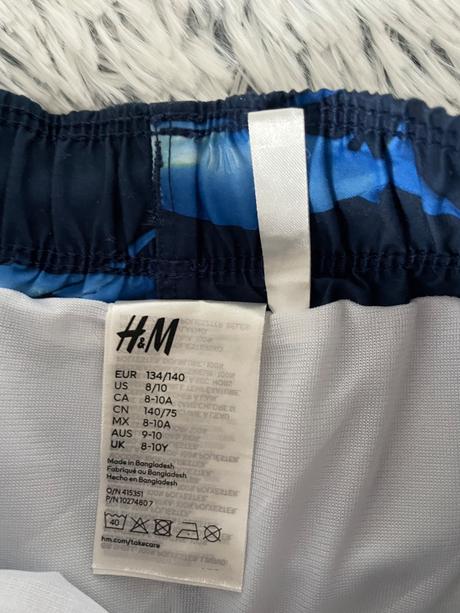 H&M
EUR 134/140
US 8/10
CA 8-10A
CN 140/75
MX 8-10A
AUS 9-10
UK 8-10Y
Made in Bangladesh
Fabriqué au Bangladesh
Hecho en Bangladesh
O/N 415351
P/N 1027460 7
40
hm.com/takecare